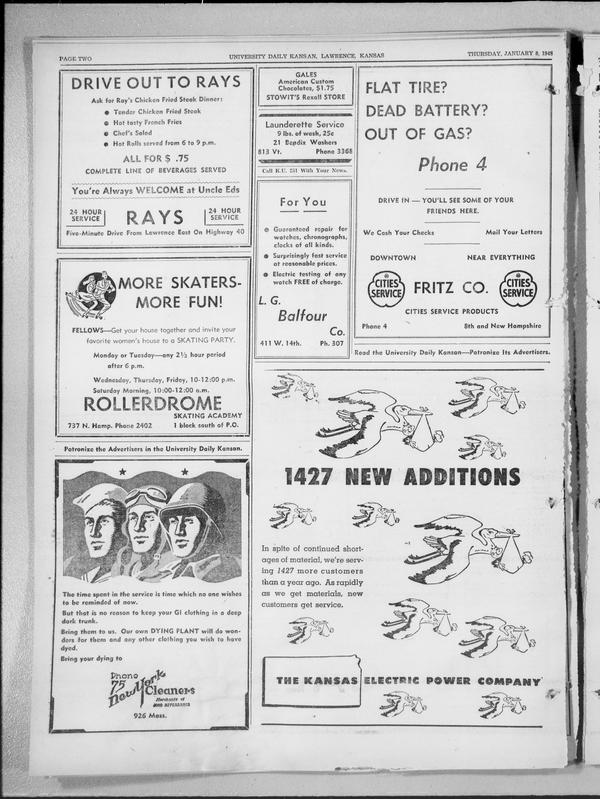 PAGE TWO
UNIVERSITY DAILY KANSAN, LAWRENCE, KANSAS
THURSDAY, JANUARY 8, 1948
DRIVE OUT TO RAYS
Ask for Ray's Chicken Fried Steak Dinner:
● Tender Chicken Fried Steak
● Hot tasty French Fries
● Chef's Salad
● Hot Rolls served from 6 to 9 p.m.
ALL FOR $ .75
COMPLETE LINE OF BEVERAGES SERVED
You're Always WELCOME at Uncle Eds
24 HOUR
SERVICE
RAYS
24 HOUR
SERVICE
Five-Minute Drive From Lawrence East On Highway 40
MORE SKATERS-
MORE FUN!
FELLOWS—Get your house together and invite your
favorite women's house to a SKATING PARTY.
Monday or Tuesday—any 2½ hour period
after 6 p.m.
Wednesday, Thursday, Friday, 10-12:00 p.m.
Saturday Morning, 10:00-12:00 a.m.
ROLLERDROME
SKATING ACADEMY
737 N. Hamp. Phone 2402
1 block south of P.O.
Patronize the Advertisers in the University Daily Kansan.
The time spent in the service is time which no one wishes
to be reminded of now.
But that is no reason to keep your GI clothing in a deep
dark trunk.
Bring them to us. Our own DYING PLANT will do won-
ders for them and any other clothing you wish to have
dyed.
Bring your dying to
Phone
75
New York
Cleaners
Merchants of
GOOD APPEARANCE
926 Mass.
GALES
American Custom
Chocolates, $1.75
STOWIT'S Rexall STORE
Launderette Service
9 lbs. of wash, 25c
21 Bendix Washers
813 Vt.
Phone 3368
Call K.U. 251 With Your News.
For You
● Guaranteed repair for
watches, chronographs,
clocks of all kinds.
● Surprisingly fast service
at reasonable prices.
● Electric testing of any
watch FREE of charge.
L. G.
Balfour
Co.
411 W. 14th.
Ph. 307
FLAT TIRE?
DEAD BATTERY?
OUT OF GAS?
Phone 4
DRIVE IN — YOU'LL SEE SOME OF YOUR
FRIENDS HERE.
We Cash Your Checks
Mail Your Letters
DOWNTOWN
NEAR EVERYTHING
CITIES
SERVICE
FRITZ CO.
CITIES
SERVICE
CITIES SERVICE PRODUCTS
Phone 4
8th and New Hampshire
Read the University Daily Kansan—Patronize Its Advertisers.
1427 NEW ADDITIONS
In spite of continued short-
ages of material, we're serv-
ing 1427 more customers
than a year ago. As rapidly
as we get materials, new
customers get service.
THE KANSAS ELECTRIC POWER COMPANY